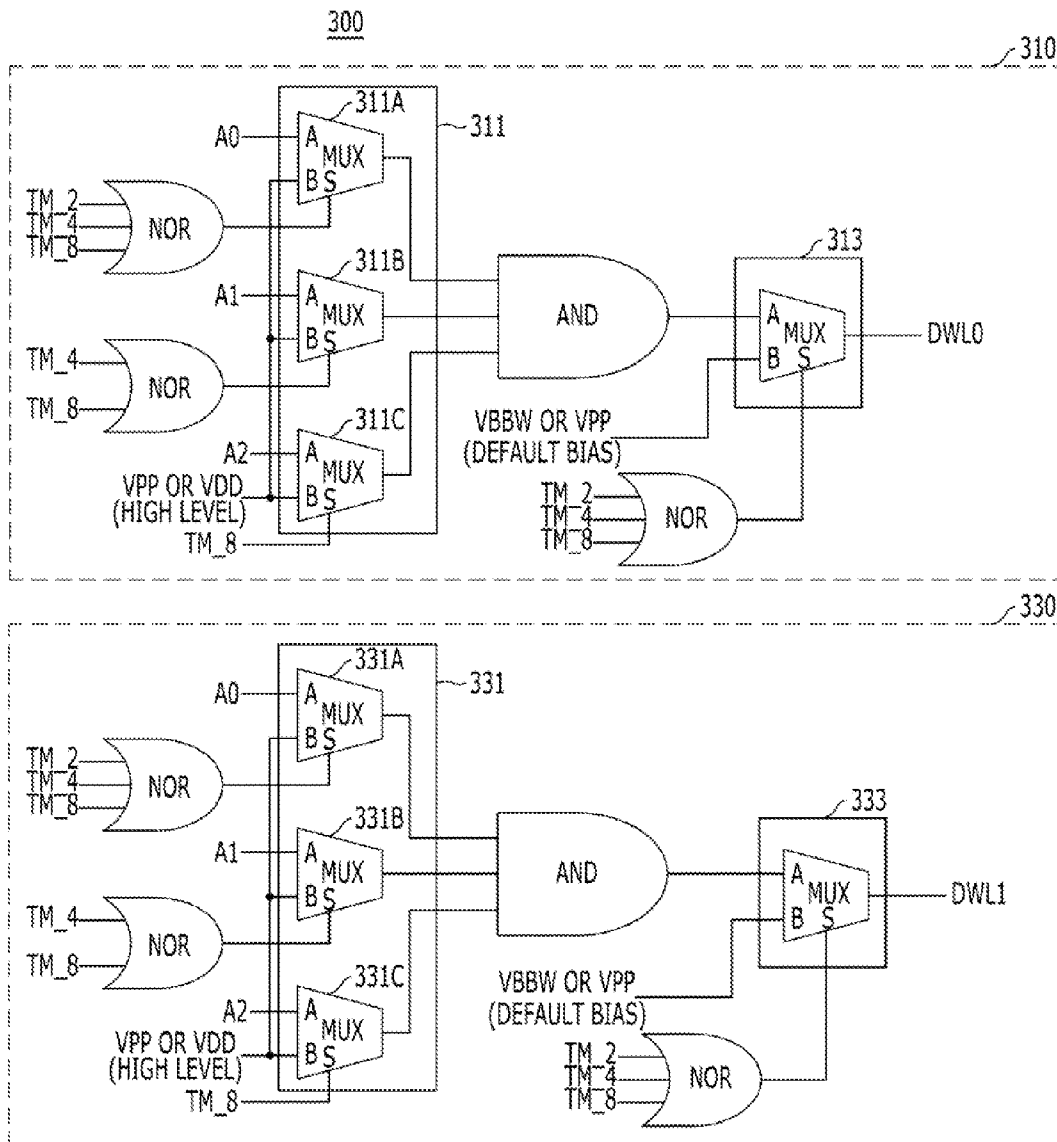 300
310
311A
A0
A
MUX
311
B
S
TM_2
TM_4
TM_8
NOR
311B
A1
A
MUX
B
S
AND
313
A
MUX
B
S
DWL0
TM_4
TM_8
NOR
311C
A2
A
MUX
B
S
VPP OR VDD
(HIGH LEVEL)
TM_8
VBBW OR VPP
(DEFAULT BIAS)
TM_2
TM_4
TM_8
NOR
330
331A
A0
A
MUX
331
B
S
TM_2
TM_4
TM_8
NOR
331B
A1
A
MUX
B
S
AND
333
A
MUX
B
S
DWL1
TM_4
TM_8
NOR
331C
A2
A
MUX
B
S
VPP OR VDD
(HIGH LEVEL)
TM_8
VBBW OR VPP
(DEFAULT BIAS)
TM_2
TM_4
TM_8
NOR